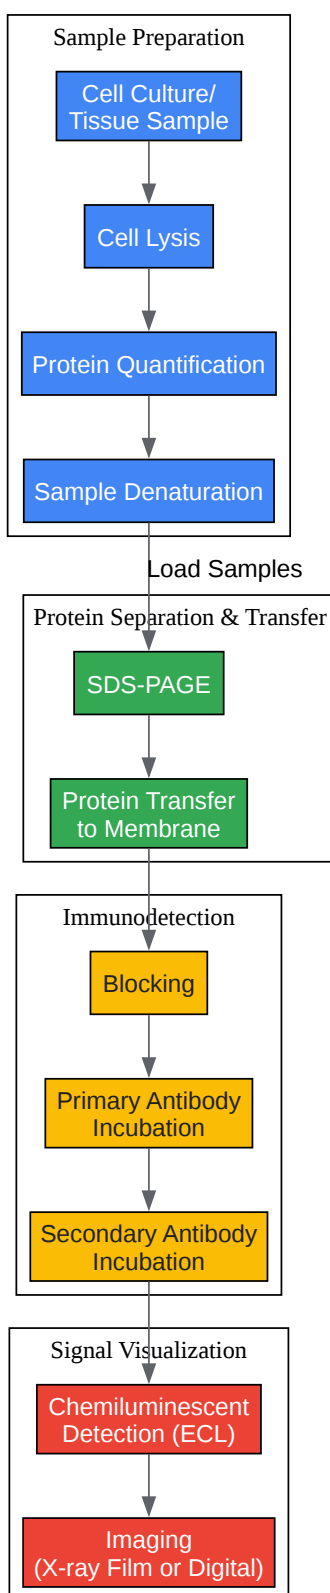 Sample Preparation
Cell Culture/
Tissue Sample
Cell Lysis
Protein Quantification
Sample Denaturation
Load Samples
Protein Separation & Transfer
SDS-PAGE
Protein Transfer
to Membrane
Immunodetection
Blocking
Primary Antibody
Incubation
Secondary Antibody
Incubation
Signal Visualization
Chemiluminescent
Detection (ECL)
Imaging
(X-ray Film or Digital)